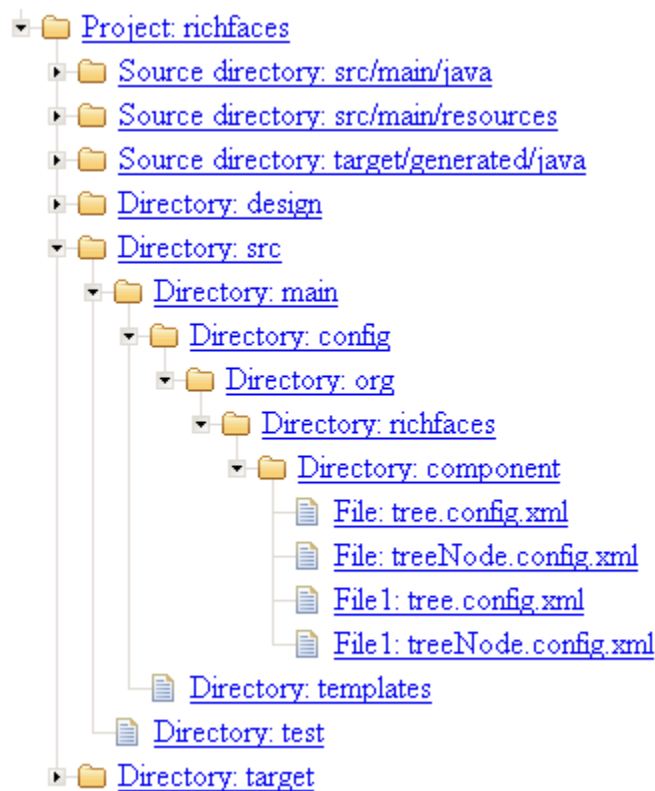 Project: richfaces
Source directory: src/main/java
Source directory: src/main/resources
Source directory: target/generated/java
Directory: design
Directory: src
Directory: main
Directory: config
Directory: org
Directory: richfaces
Directory: component
File: tree.config.xml
File: treeNode.config.xml
File1: tree.config.xml
File1: treeNode.config.xml
Directory: templates
Directory: test
Directory: target